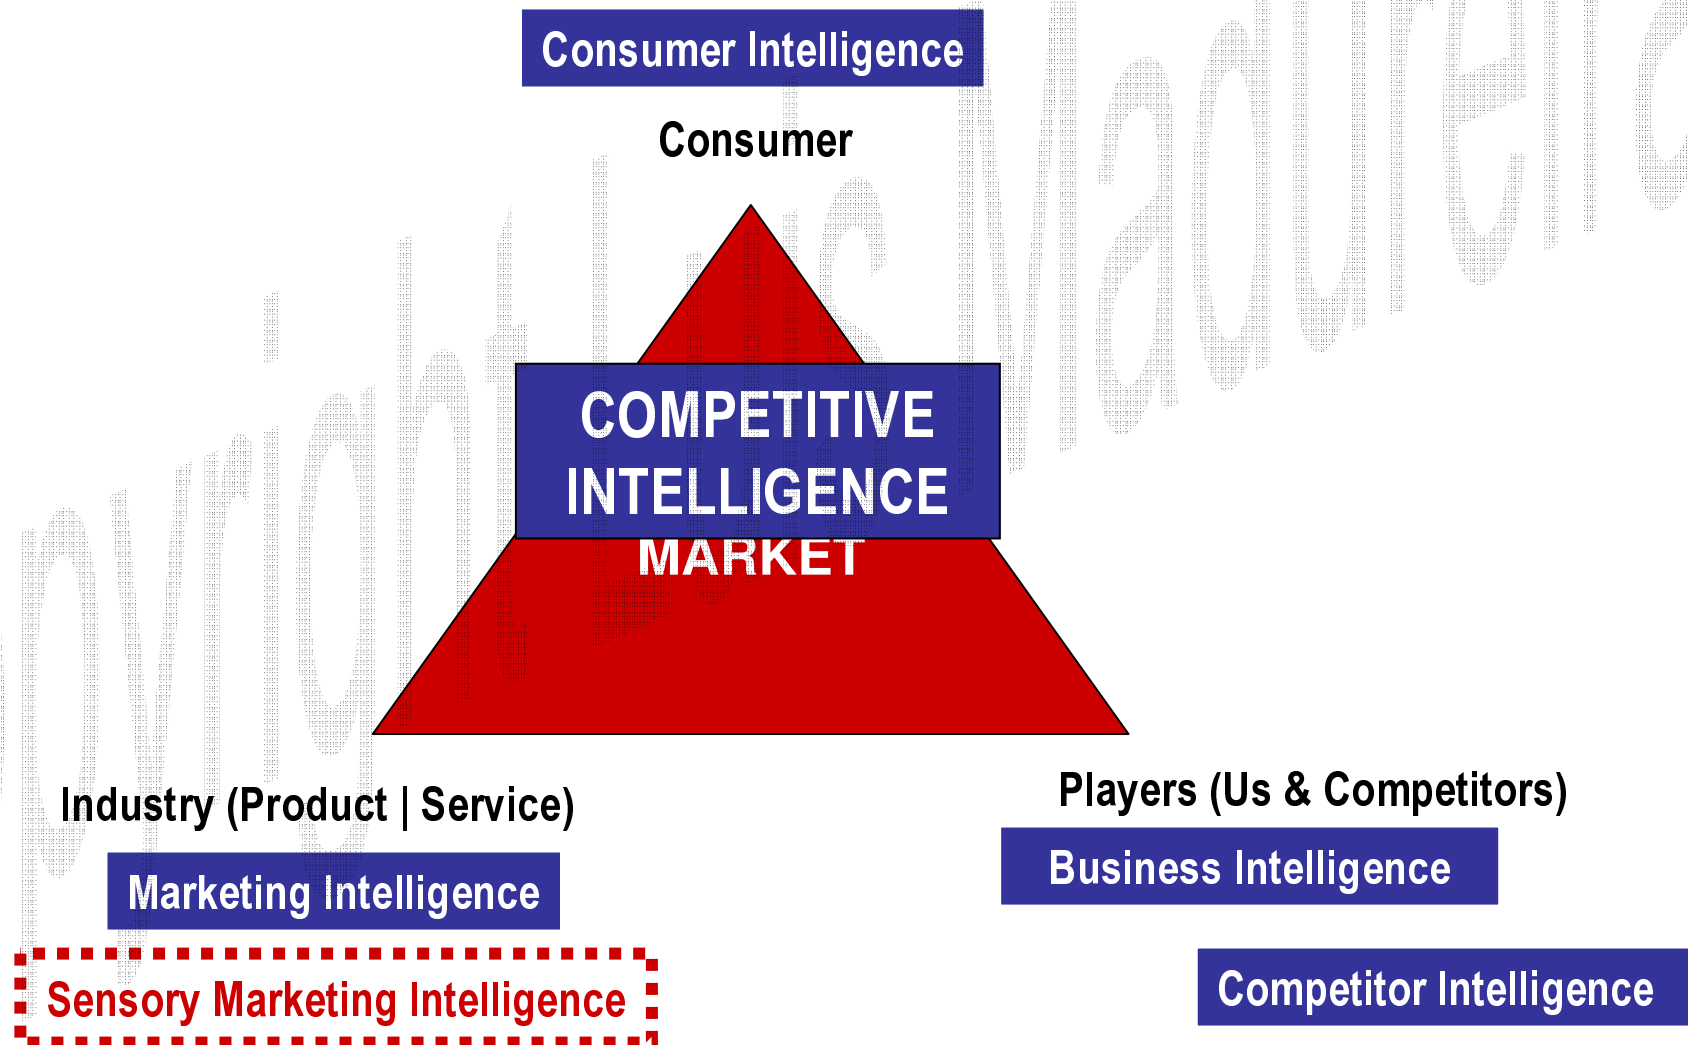 Consumer Intelligence
Consumer
COMPETITIVE
INTELLIGENCE
MARKET
Industry (Product | Service)
Players (Us & Competitors)
Marketing Intelligence
Business Intelligence
Sensory Marketing Intelligence
Competitor Intelligence